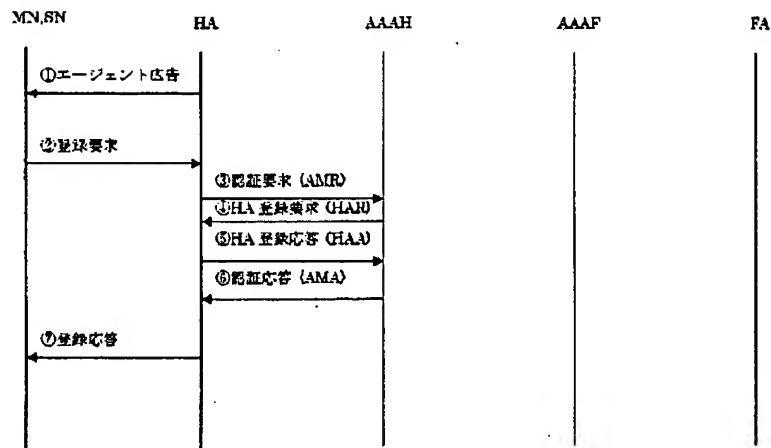 MN,SN HA AAAH AAAF FA
①エージェント広告
②登録要求
③認証要求 (AMR)
④HA 登録要求 (HAR)
⑤HA 登録応答 (HAA)
⑥認証応答 (AMA)
⑦登録応答